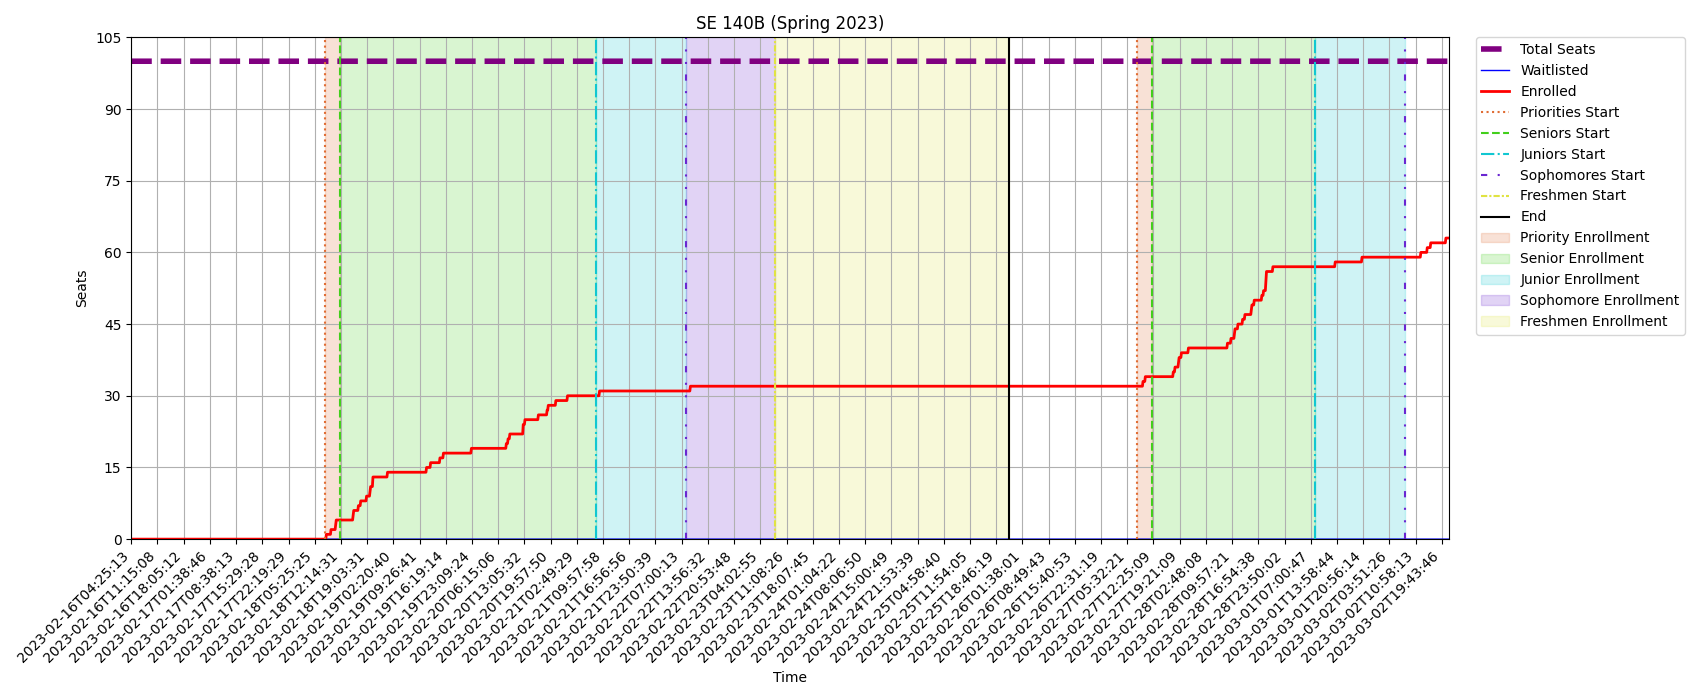 SE 140B (Spring 2023)
105
90
75
60
45
30
15
0
Seats
2023-02-16T04:25:13
2023-02-16T11:15:08
2023-02-16T18:05:12
2023-02-17T01:38:46
2023-02-17T08:38:13
2023-02-17T15:29:28
2023-02-17T22:19:29
2023-02-18T05:25:25
2023-02-18T12:14:31
2023-02-18T19:03:31
2023-02-19T02:20:40
2023-02-19T09:26:41
2023-02-19T16:19:14
2023-02-19T23:09:24
2023-02-20T06:15:06
2023-02-20T13:05:32
2023-02-20T19:57:50
2023-02-21T02:49:29
2023-02-21T09:57:58
2023-02-21T16:56:56
2023-02-21T23:50:39
2023-02-22T07:00:13
2023-02-22T13:56:32
2023-02-22T20:53:48
2023-02-23T04:02:55
2023-02-23T11:08:26
2023-02-23T18:07:45
2023-02-24T01:04:22
2023-02-24T08:06:50
2023-02-24T15:00:49
2023-02-24T21:53:39
2023-02-25T04:58:40
2023-02-25T11:54:05
2023-02-25T18:46:19
2023-02-26T01:38:01
2023-02-26T08:49:43
2023-02-26T15:40:53
2023-02-26T22:31:19
2023-02-27T05:32:21
2023-02-27T12:25:09
2023-02-27T19:21:09
2023-02-28T02:48:08
2023-02-28T09:57:21
2023-02-28T16:54:38
2023-02-28T23:50:02
2023-03-01T07:00:47
2023-03-01T13:58:44
2023-03-01T20:56:14
2023-03-02T03:51:26
2023-03-02T10:58:13
2023-03-02T19:43:46
Time
Total Seats
Waitlisted
Enrolled
Priorities Start
Seniors Start
Juniors Start
Sophomores Start
Freshmen Start
End
Priority Enrollment
Senior Enrollment
Junior Enrollment
Sophomore Enrollment
Freshmen Enrollment